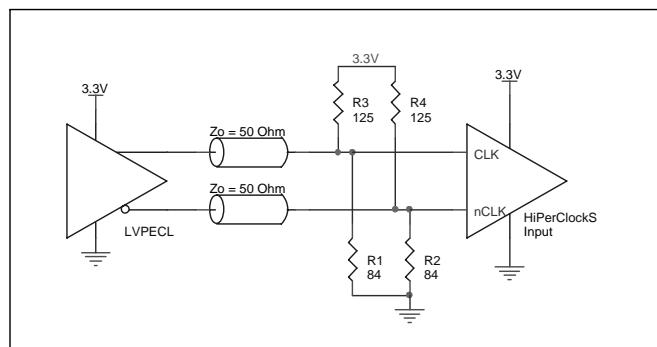 3.3V
3.3V
3.3V
R3
125
R4
125
Zo = 50 Ohm
CLK
Zo = 50 Ohm
nCLK
HiPerClockS
Input
LVPECL
R1
84
R2
84